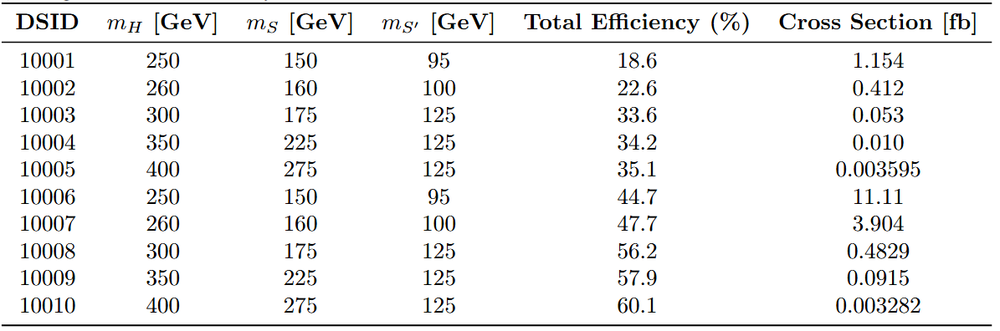 DSID m_H [GeV] m_S [GeV] m_S′ [GeV] Total Efficiency (%) Cross Section [fb]
10001 250 150 95 18.6 1.154
10002 260 160 100 22.6 0.412
10003 300 175 125 33.6 0.053
10004 350 225 125 34.2 0.010
10005 400 275 125 35.1 0.003595
10006 250 150 95 44.7 11.11
10007 260 160 100 47.7 3.904
10008 300 175 125 56.2 0.4829
10009 350 225 125 57.9 0.0915
10010 400 275 125 60.1 0.003282